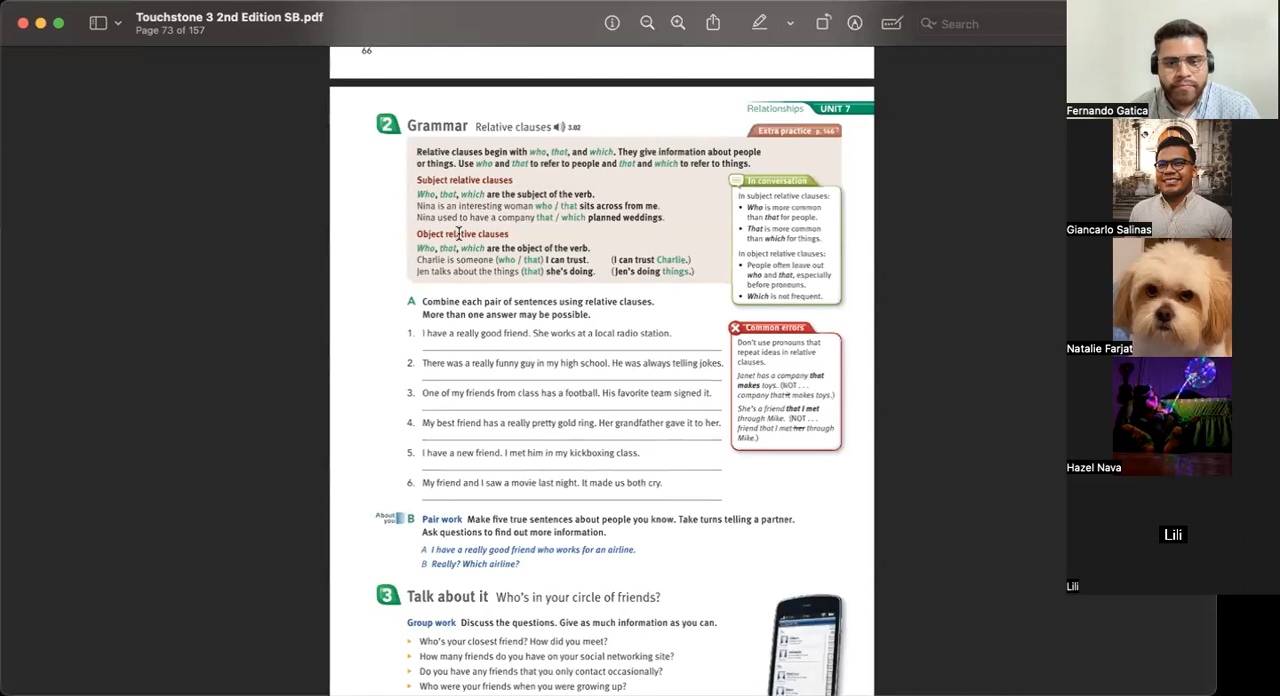 Touchstone 3 2nd Edition SB.pdf
Page 73 of 157
Search
66
Relationships UNIT 7
2 Grammar Relative clauses 3.02
Extra practice p. 146
Relative clauses begin with who, that, and which. They give information about people
or things. Use who and that to refer to people and that and which to refer to things.
Subject relative clauses
Who, that, which are the subject of the verb.
Nina is an interesting woman who / that sits across from me.
Nina used to have a company that / which planned weddings.
Object relative clauses
Who, that, which are the object of the verb.
Charlie is someone (who / that) I can trust. (I can trust Charlie.)
Jen talks about the things (that) she's doing. (Jen's doing things.)
In conversation
In subject relative clauses:
• Who is more common
than that for people.
• That is more common
than which for things.
In object relative clauses:
• People often leave out
who and that, especially
before pronouns.
• Which is not frequent.
A Combine each pair of sentences using relative clauses.
More than one answer may be possible.
1. I have a really good friend. She works at a local radio station.
2. There was a really funny guy in my high school. He was always telling jokes.
3. One of my friends from class has a football. His favorite team signed it.
4. My best friend has a really pretty gold ring. Her grandfather gave it to her.
5. I have a new friend. I met him in my kickboxing class.
6. My friend and I saw a movie last night. It made us both cry.
Common errors
Don't use pronouns that
repeat ideas in relative
clauses.
Janet has a company that
makes toys. (NOT . . .
company that it makes toys.)
She's a friend that I met
through Mike. (NOT . . .
friend that I met her through
Mike.)
About you
B Pair work Make five true sentences about people you know. Take turns telling a partner.
Ask questions to find out more information.
A I have a really good friend who works for an airline.
B Really? Which airline?
3 Talk about it Who's in your circle of friends?
Group work Discuss the questions. Give as much information as you can.
Who's your closest friend? How did you meet?
How many friends do you have on your social networking site?
Do you have any friends that you only contact occasionally?
Who were your friends when you were growing up?
Fernando Gatica
Giancarlo Salinas
Natalie Farjat
Hazel Nava
Lili
Lili